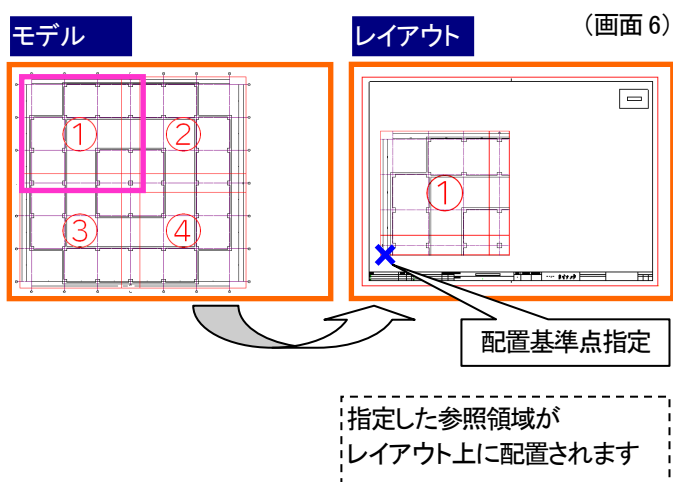 モデル
レイアウト
(画面 6)
①
②
③
④
①
配置基準点指定
指定した参照領域が
レイアウト上に配置されます